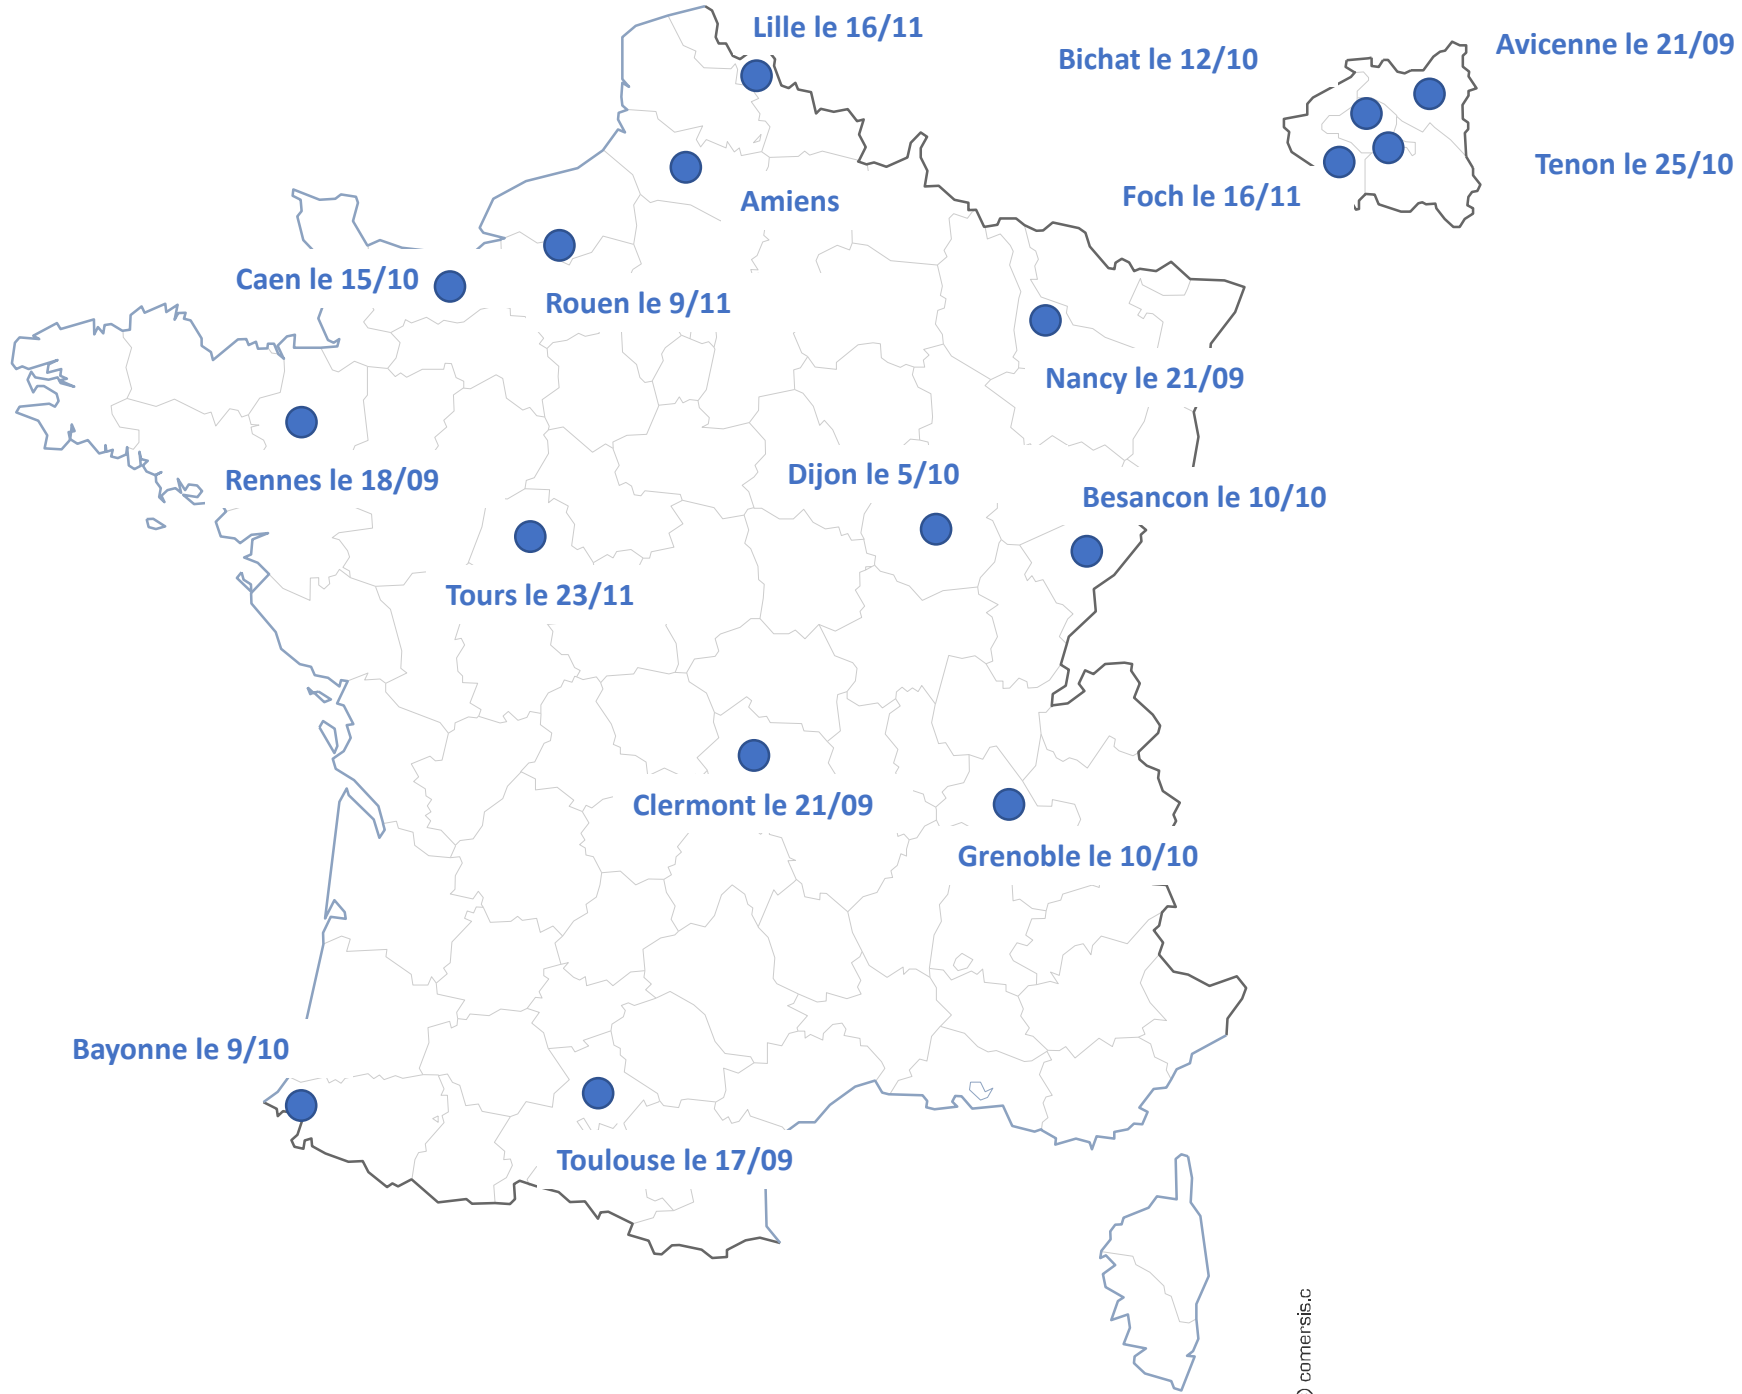 Lille le 16/11
Avicenne le 21/09
Bichat le 12/10
Tenon le 25/10
Foch le 16/11
Amiens
Caen le 15/10
Rouen le 9/11
Nancy le 21/09
Rennes le 18/09
Dijon le 5/10
Besancon le 10/10
Tours le 23/11
Clermont le 21/09
Grenoble le 10/10
Bayonne le 9/10
Toulouse le 17/09
) comersis.c